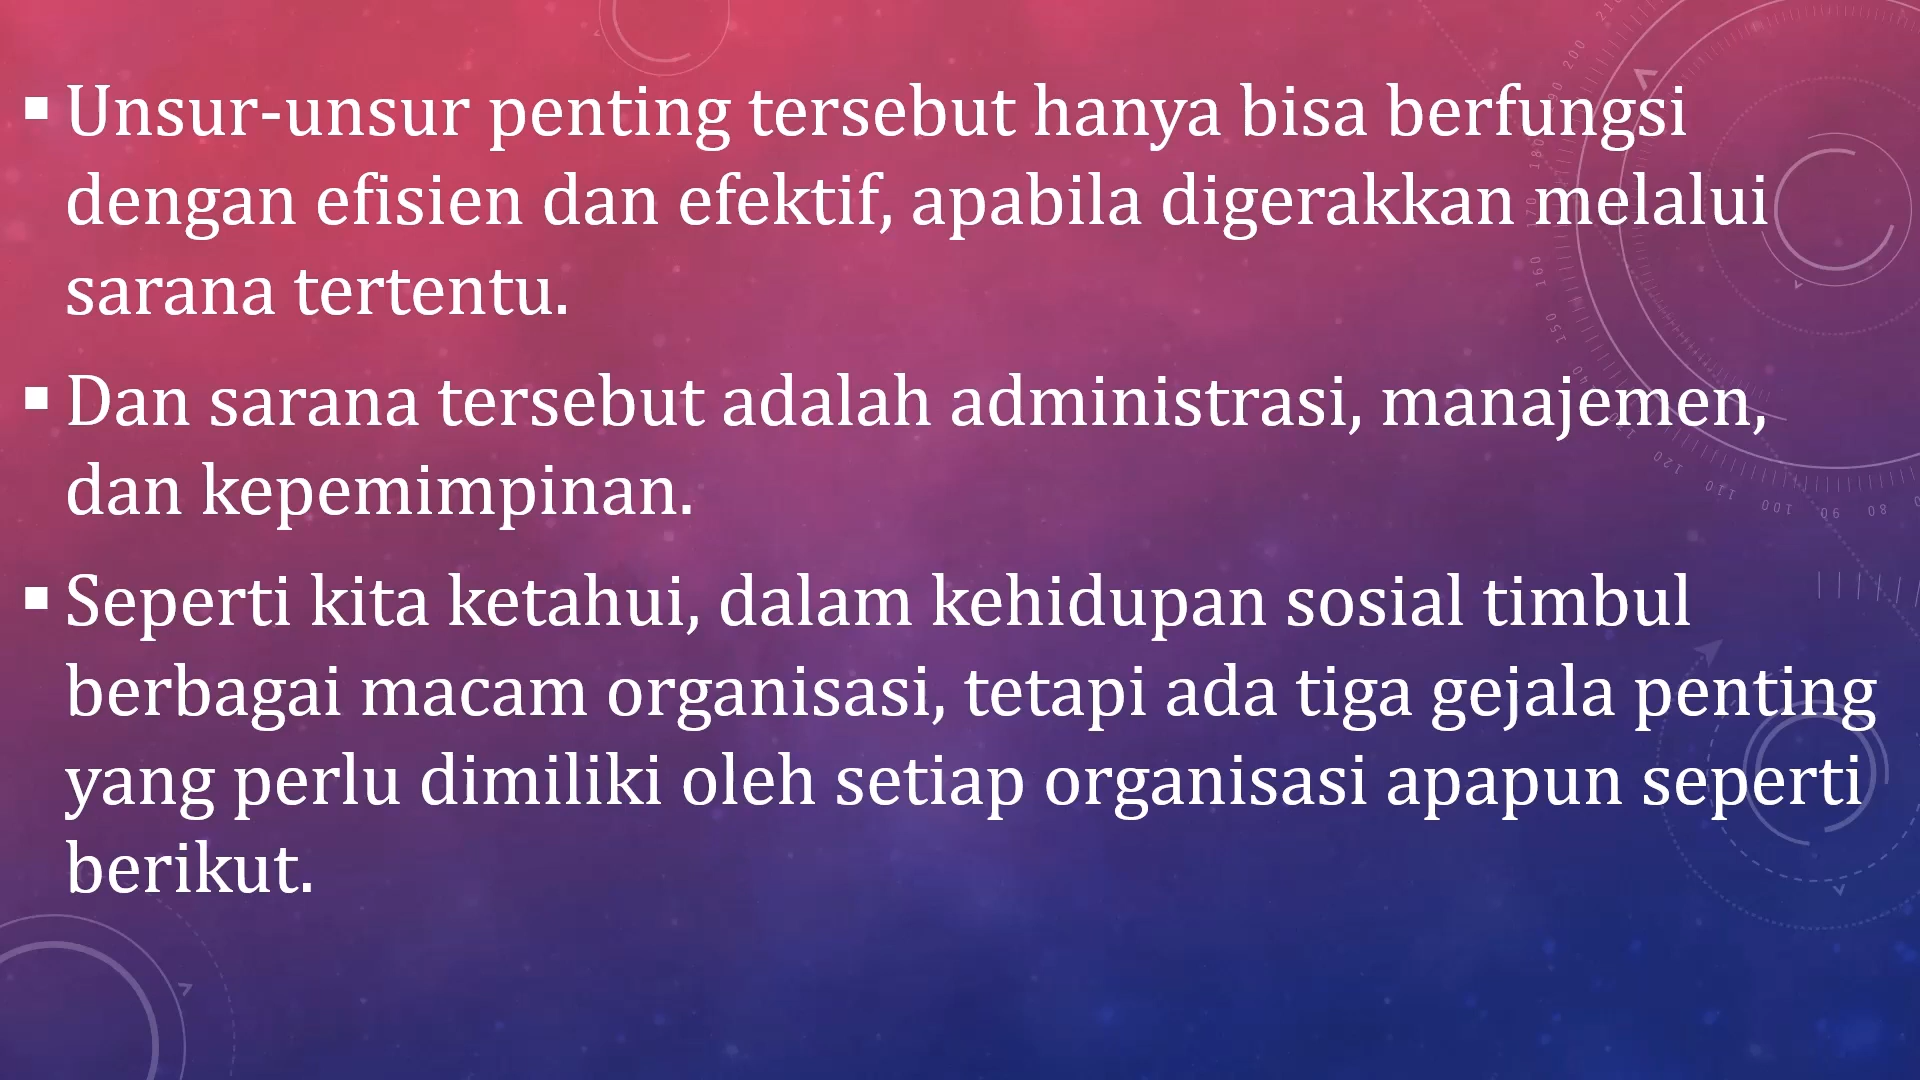 ▪ Unsur-unsur penting tersebut hanya bisa berfungsi
dengan efisien dan efektif, apabila digerakkan melalui
sarana tertentu.
▪ Dan sarana tersebut adalah administrasi, manajemen,
dan kepemimpinan.
▪ Seperti kita ketahui, dalam kehidupan sosial timbul
berbagai macam organisasi, tetapi ada tiga gejala penting
yang perlu dimiliki oleh setiap organisasi apapun seperti
berikut.